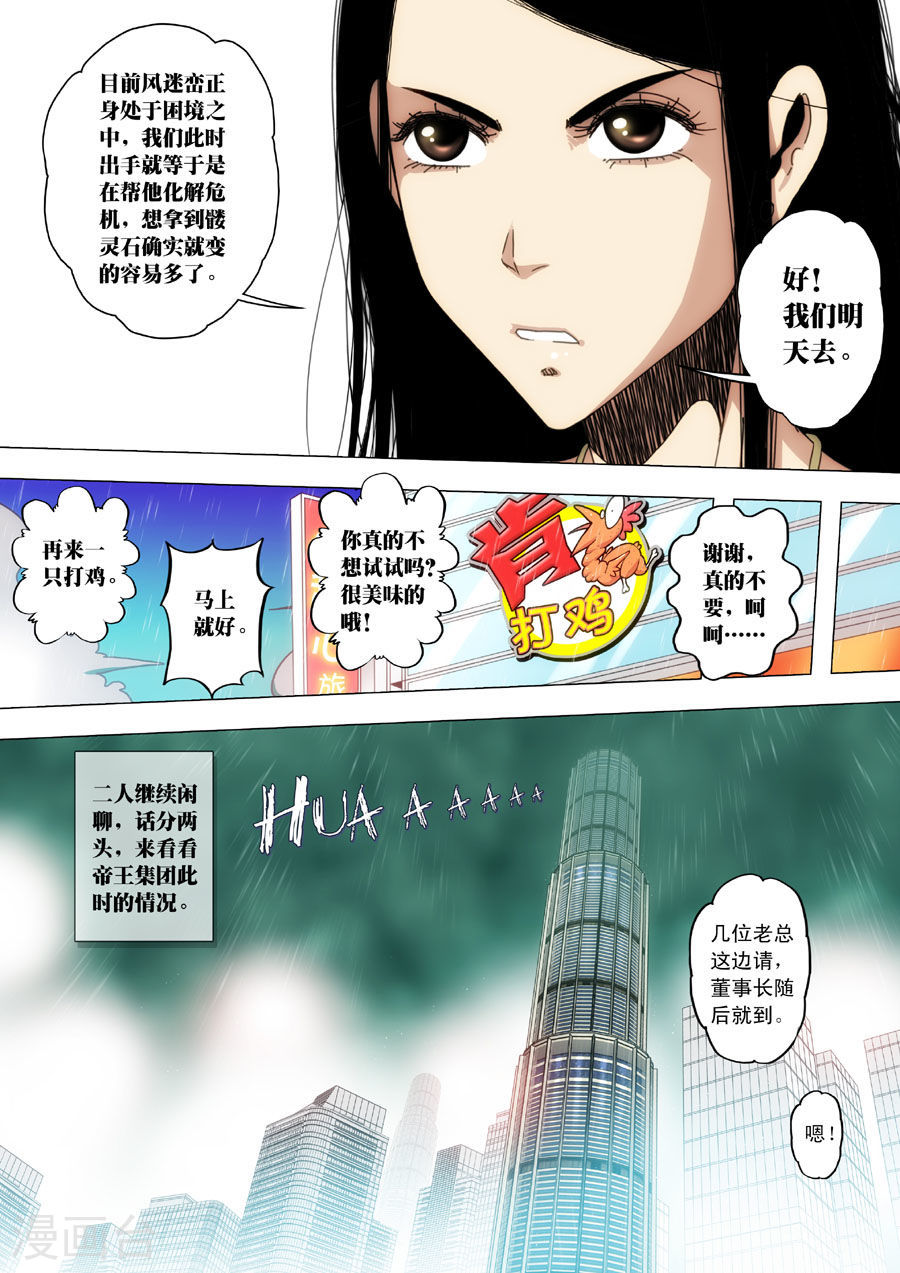 目前风迷峦正
身处于困境之
中，我们此时
出手就等于是
在帮他化解危
机，想拿到髅
灵石确实就变
的容易多了。
好！
我们明
天去。
再来一
只打鸡。
马上
就好。
你真的不
想试试吗？
很美味的
哦！
肯
打鸡
谢谢，
真的不
要，呵
呵……
心
旅
二人继续闲
聊，话分两
头，来看看
帝王集团此
时的情况。
HUA A A A A A
几位老总
这边请，
董事长随
后就到。
嗯！
漫画台